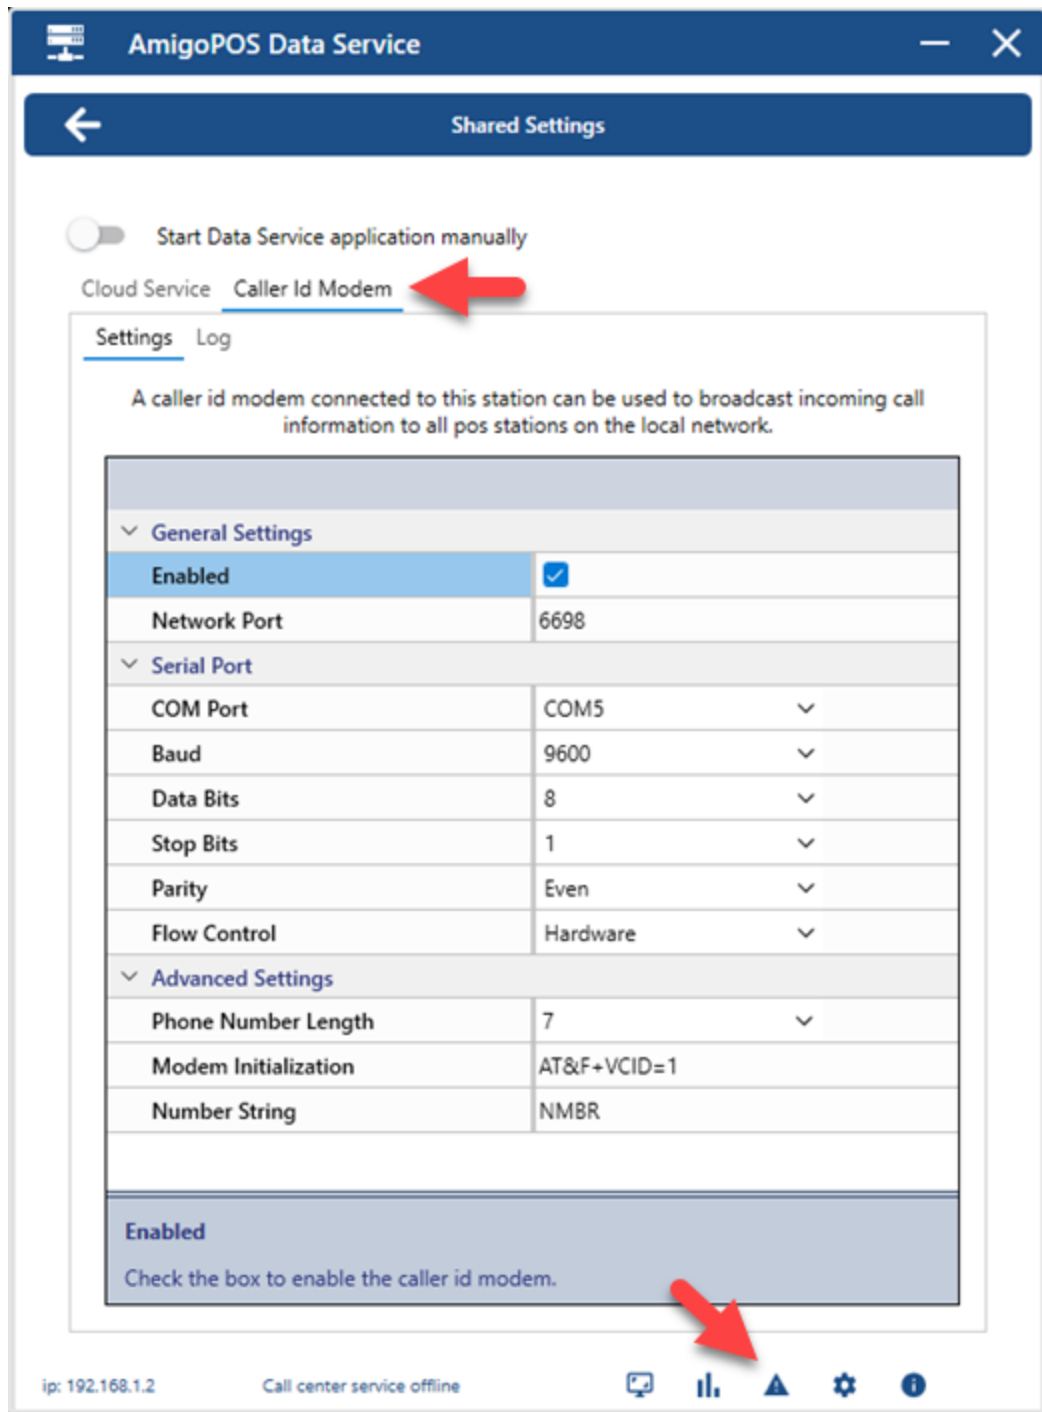 AmigoPOS Data Service
Shared Settings
Start Data Service application manually
Cloud Service Caller Id Modem
Settings Log
A caller id modem connected to this station can be used to broadcast incoming call
information to all pos stations on the local network.
General Settings
Enabled
Network Port 6698
Serial Port
COM Port COM5
Baud 9600
Data Bits 8
Stop Bits 1
Parity Even
Flow Control Hardware
Advanced Settings
Phone Number Length 7
Modem Initialization AT&F+VCID=1
Number String NMBR
Enabled
Check the box to enable the caller id modem.
ip: 192.168.1.2 Call center service offline